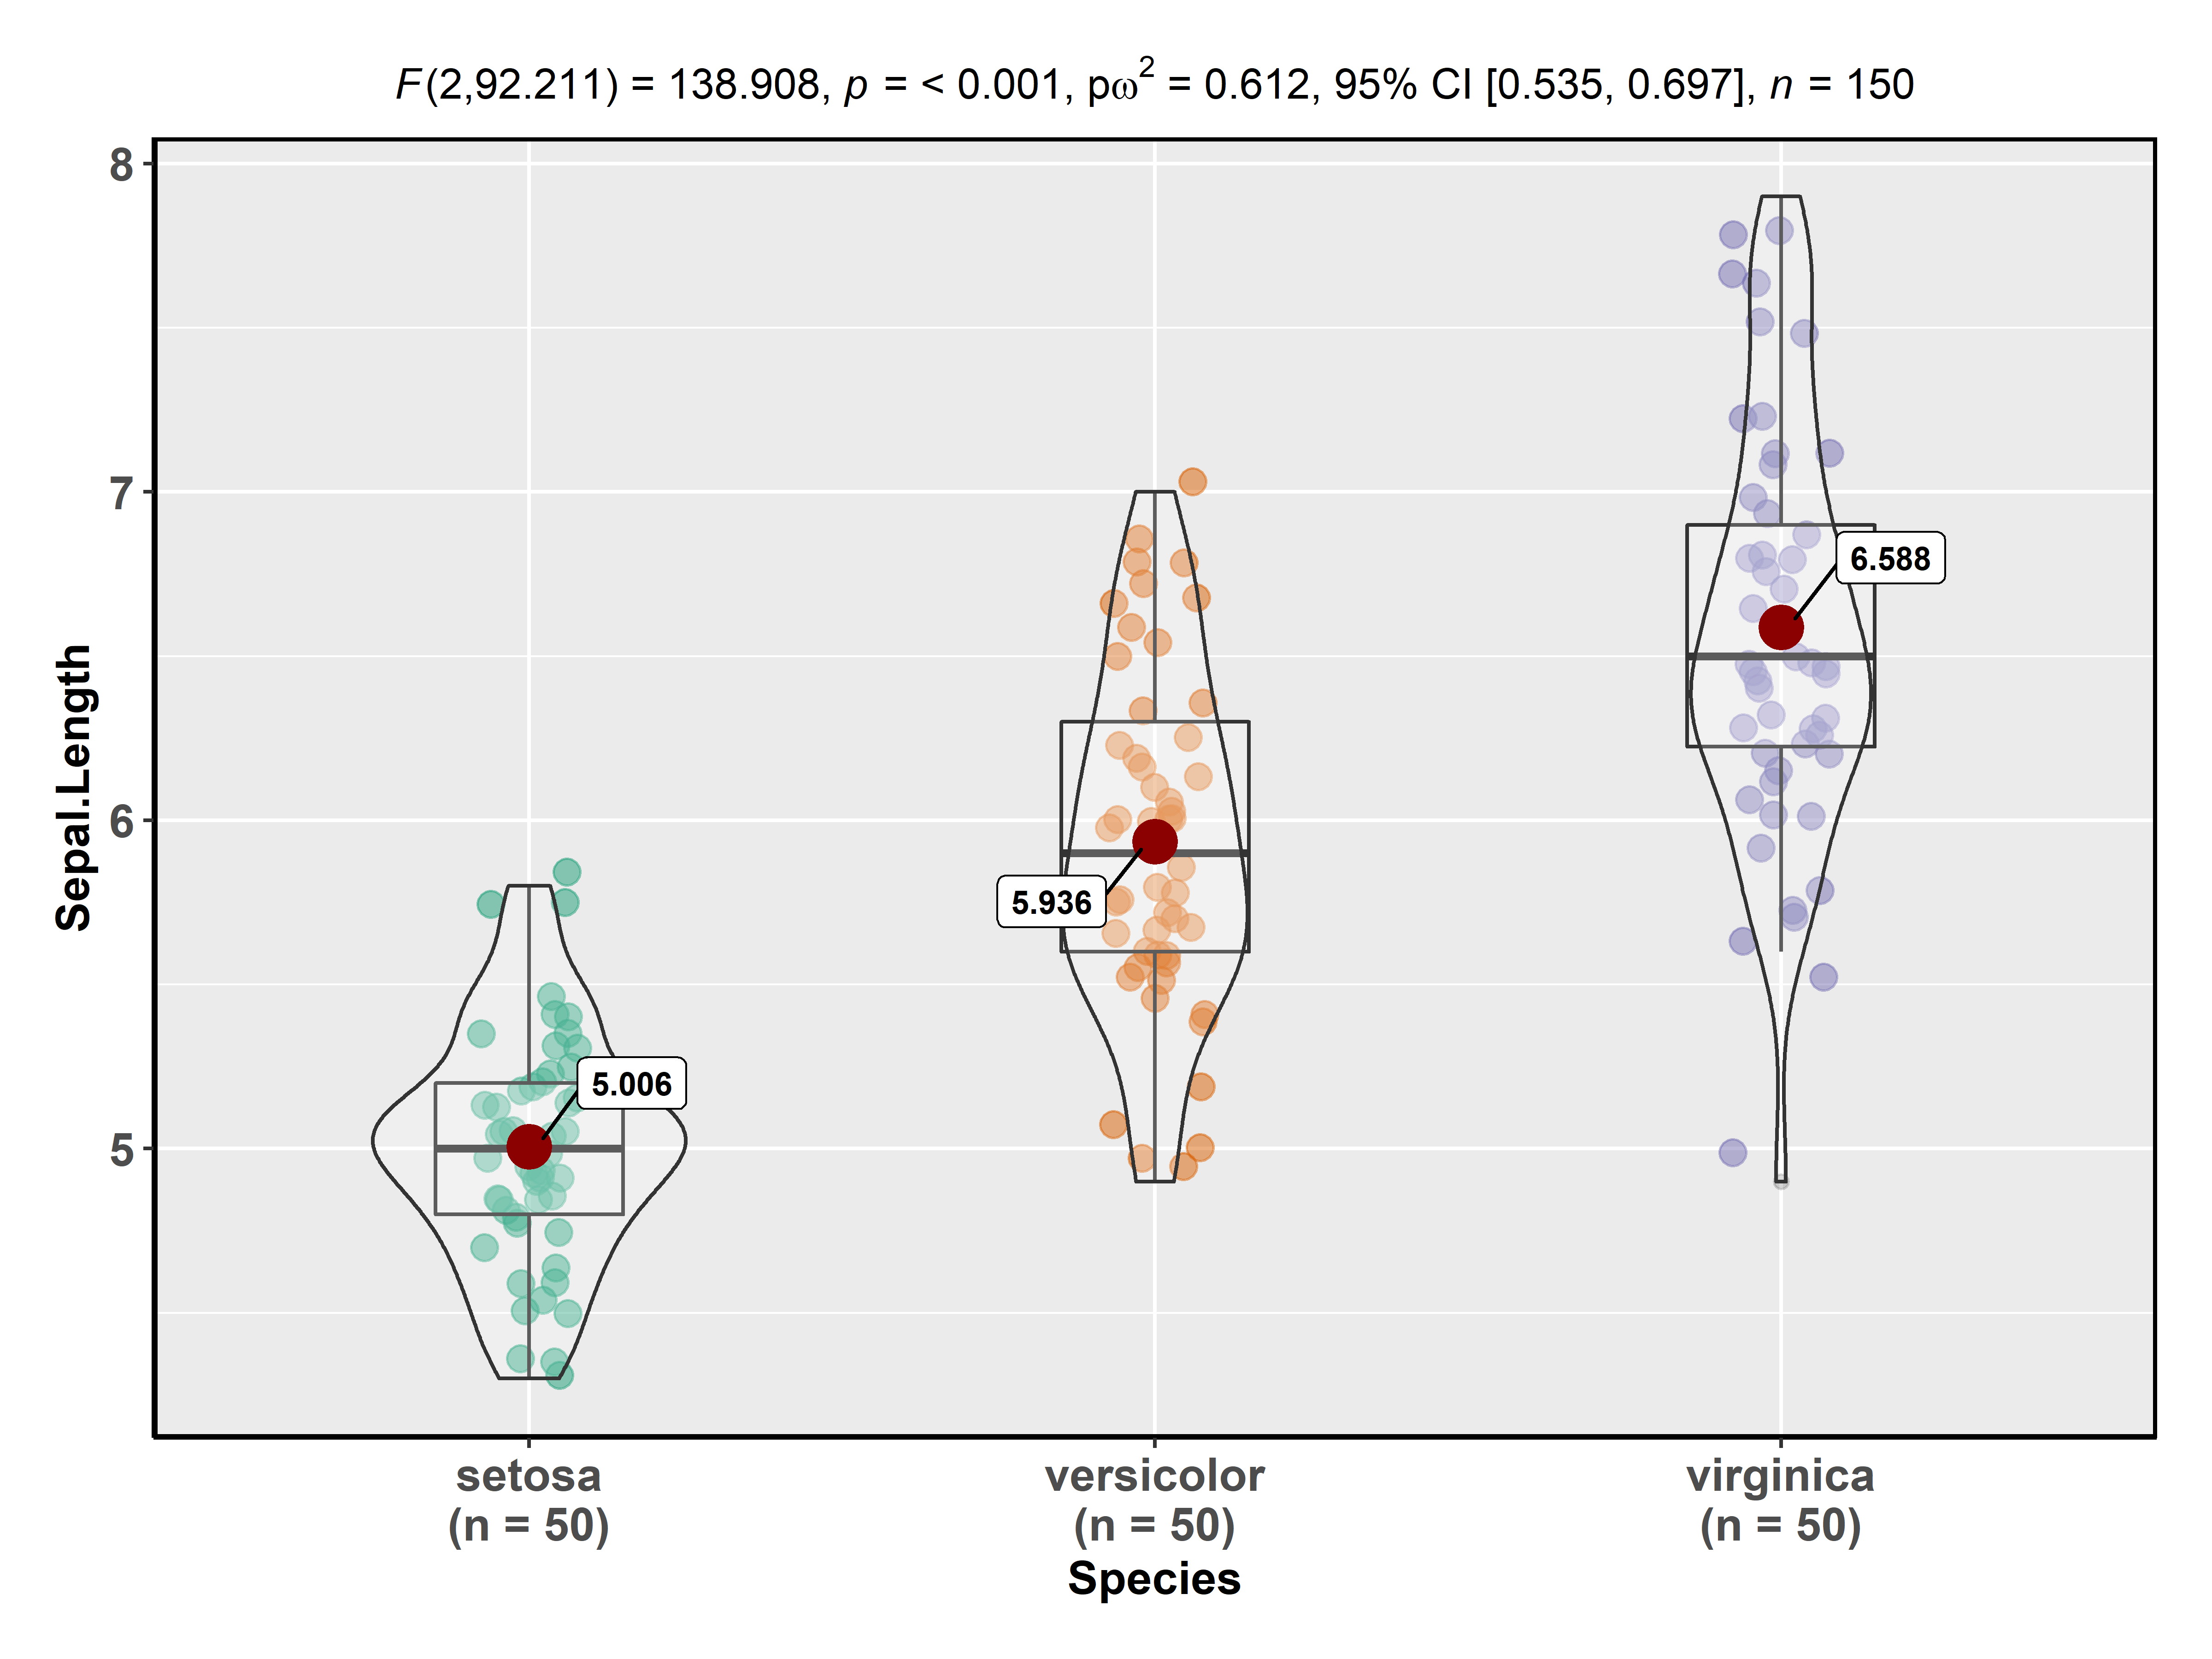 F(2,92.211) = 138.908, p = < 0.001, pω² = 0.612, 95% CI [0.535, 0.697], n = 150
Sepal.Length
8
7
6
5
6.588
5.936
5.006
setosa
(n = 50)
versicolor
(n = 50)
virginica
(n = 50)
Species